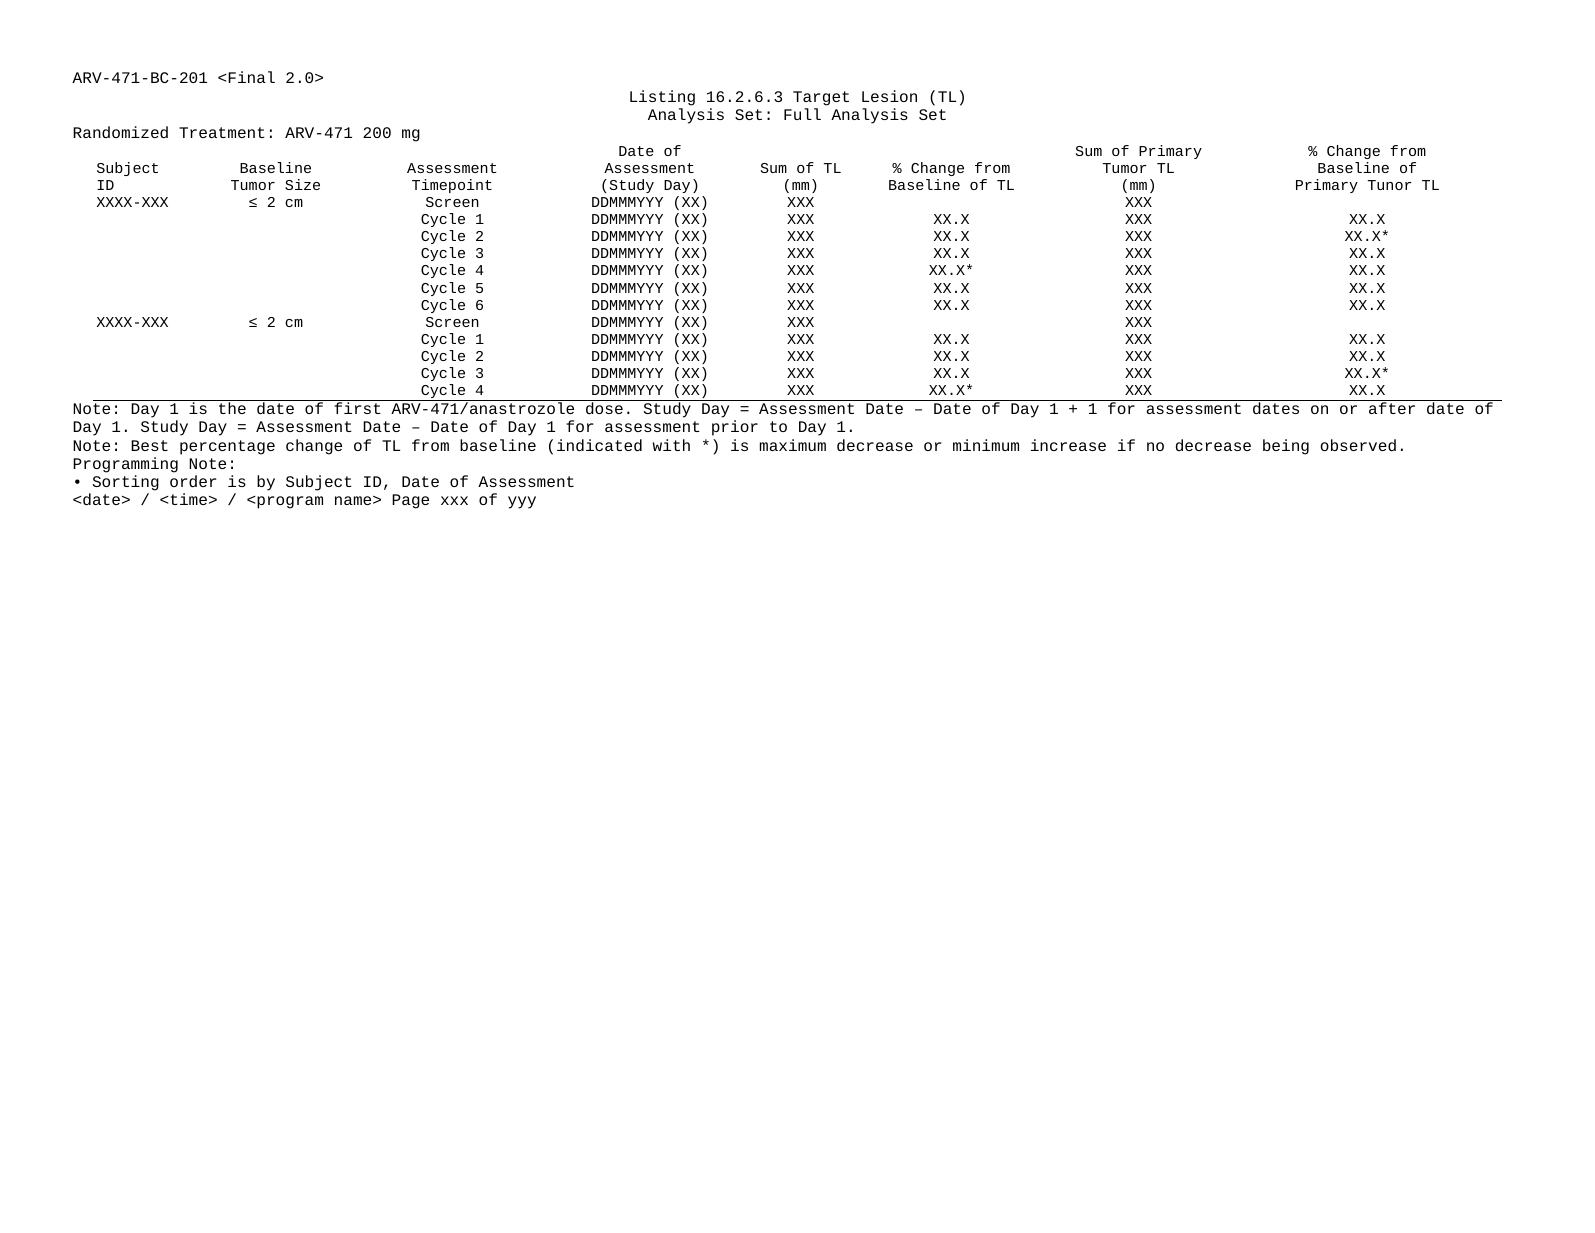 ARV-471-BC-201 <Final 2.0>
Listing 16.2.6.3 Target Lesion (TL)
Analysis Set: Full Analysis Set
Randomized Treatment: ARV-471 200 mg
Date of Sum of Primary % Change from
Subject Baseline Assessment Assessment Sum of TL % Change from Tumor TL Baseline of
ID Tumor Size Timepoint (Study Day) (mm) Baseline of TL (mm) Primary Tunor TL
XXXX-XXX ≤ 2 cm Screen DDMMMYYY (XX) XXX XXX
Cycle 1 DDMMMYYY (XX) XXX XX.X XXX XX.X
Cycle 2 DDMMMYYY (XX) XXX XX.X XXX XX.X*
Cycle 3 DDMMMYYY (XX) XXX XX.X XXX XX.X
Cycle 4 DDMMMYYY (XX) XXX XX.X* XXX XX.X
Cycle 5 DDMMMYYY (XX) XXX XX.X XXX XX.X
Cycle 6 DDMMMYYY (XX) XXX XX.X XXX XX.X
XXXX-XXX ≤ 2 cm Screen DDMMMYYY (XX) XXX XXX
Cycle 1 DDMMMYYY (XX) XXX XX.X XXX XX.X
Cycle 2 DDMMMYYY (XX) XXX XX.X XXX XX.X
Cycle 3 DDMMMYYY (XX) XXX XX.X XXX XX.X*
Cycle 4 DDMMMYYY (XX) XXX XX.X* XXX XX.X
Note: Day 1 is the date of first ARV-471/anastrozole dose. Study Day = Assessment Date – Date of Day 1 + 1 for assessment dates on or after date of
Day 1. Study Day = Assessment Date – Date of Day 1 for assessment prior to Day 1.
Note: Best percentage change of TL from baseline (indicated with *) is maximum decrease or minimum increase if no decrease being observed.
Programming Note:
• Sorting order is by Subject ID, Date of Assessment
<date> / <time> / <program name> Page xxx of yyy